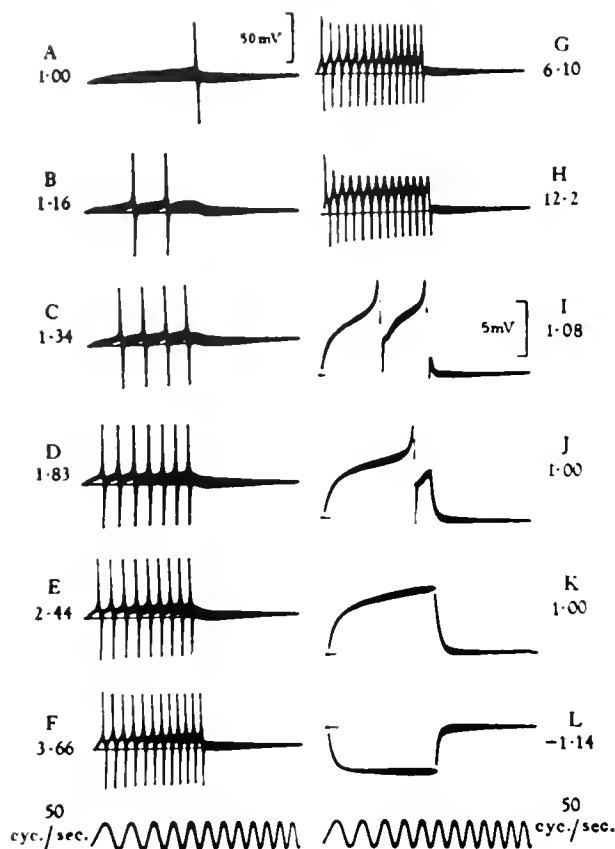 A
1·00
50 mV
G
6·10
B
1·16
H
12·2
C
1·34
5mV
I
1·08
D
1·83
J
1·00
E
2·44
K
1·00
F
3·66
L
−1·14
50
cyc./sec.
50
cyc./sec.